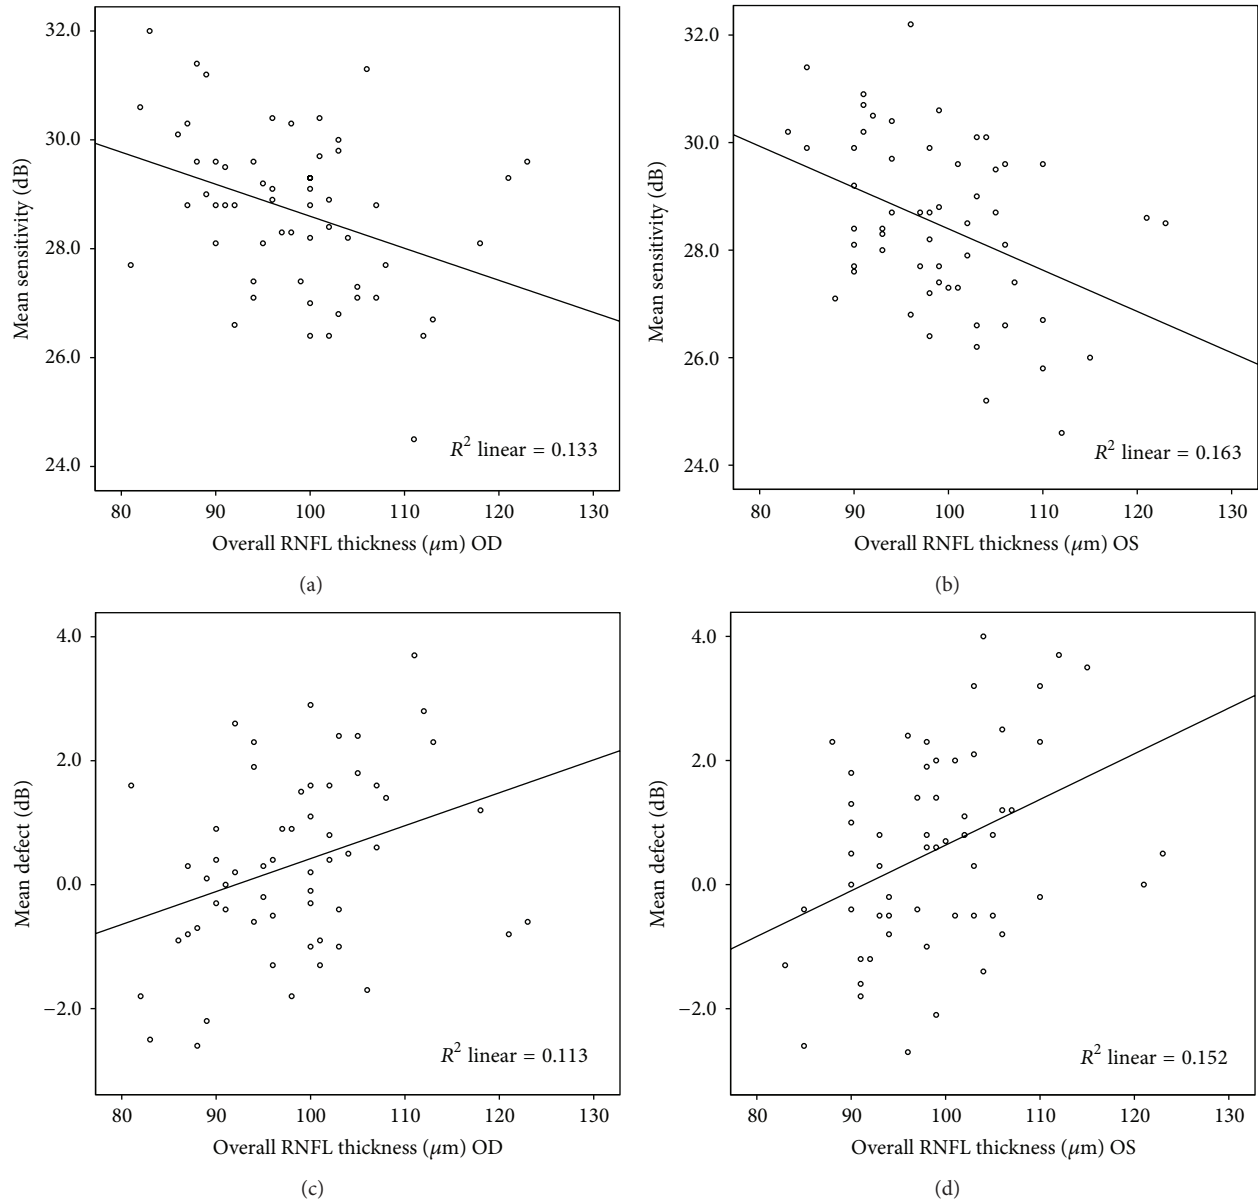 32.0
30.0
28.0
26.0
24.0
Mean sensitivity (dB)
R² linear = 0.133
80 90 100 110 120 130
Overall RNFL thickness (μm) OD
(a)
32.0
30.0
28.0
26.0
24.0
Mean sensitivity (dB)
R² linear = 0.163
80 90 100 110 120 130
Overall RNFL thickness (μm) OS
(b)
4.0
2.0
0.0
−2.0
Mean defect (dB)
R² linear = 0.113
80 90 100 110 120 130
Overall RNFL thickness (μm) OD
(c)
4.0
2.0
0.0
−2.0
Mean defect (dB)
R² linear = 0.152
80 90 100 110 120 130
Overall RNFL thickness (μm) OS
(d)